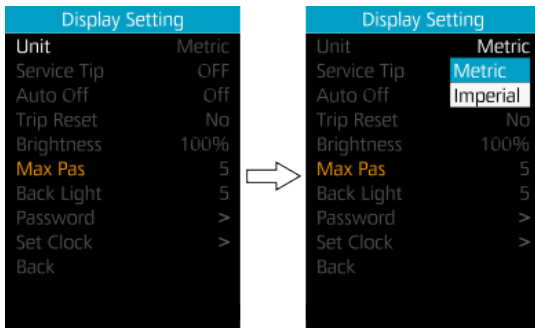 Display Setting
Unit Metric
Service Tip OFF
Auto Off Off
Trip Reset No
Brightness 100%
Max Pas 5
Back Light 5
Password >
Set Clock >
Back
Display Setting
Unit Metric
Service Tip Metric
Auto Off Imperial
Trip Reset No
Brightness 100%
Max Pas 5
Back Light 5
Password >
Set Clock >
Back